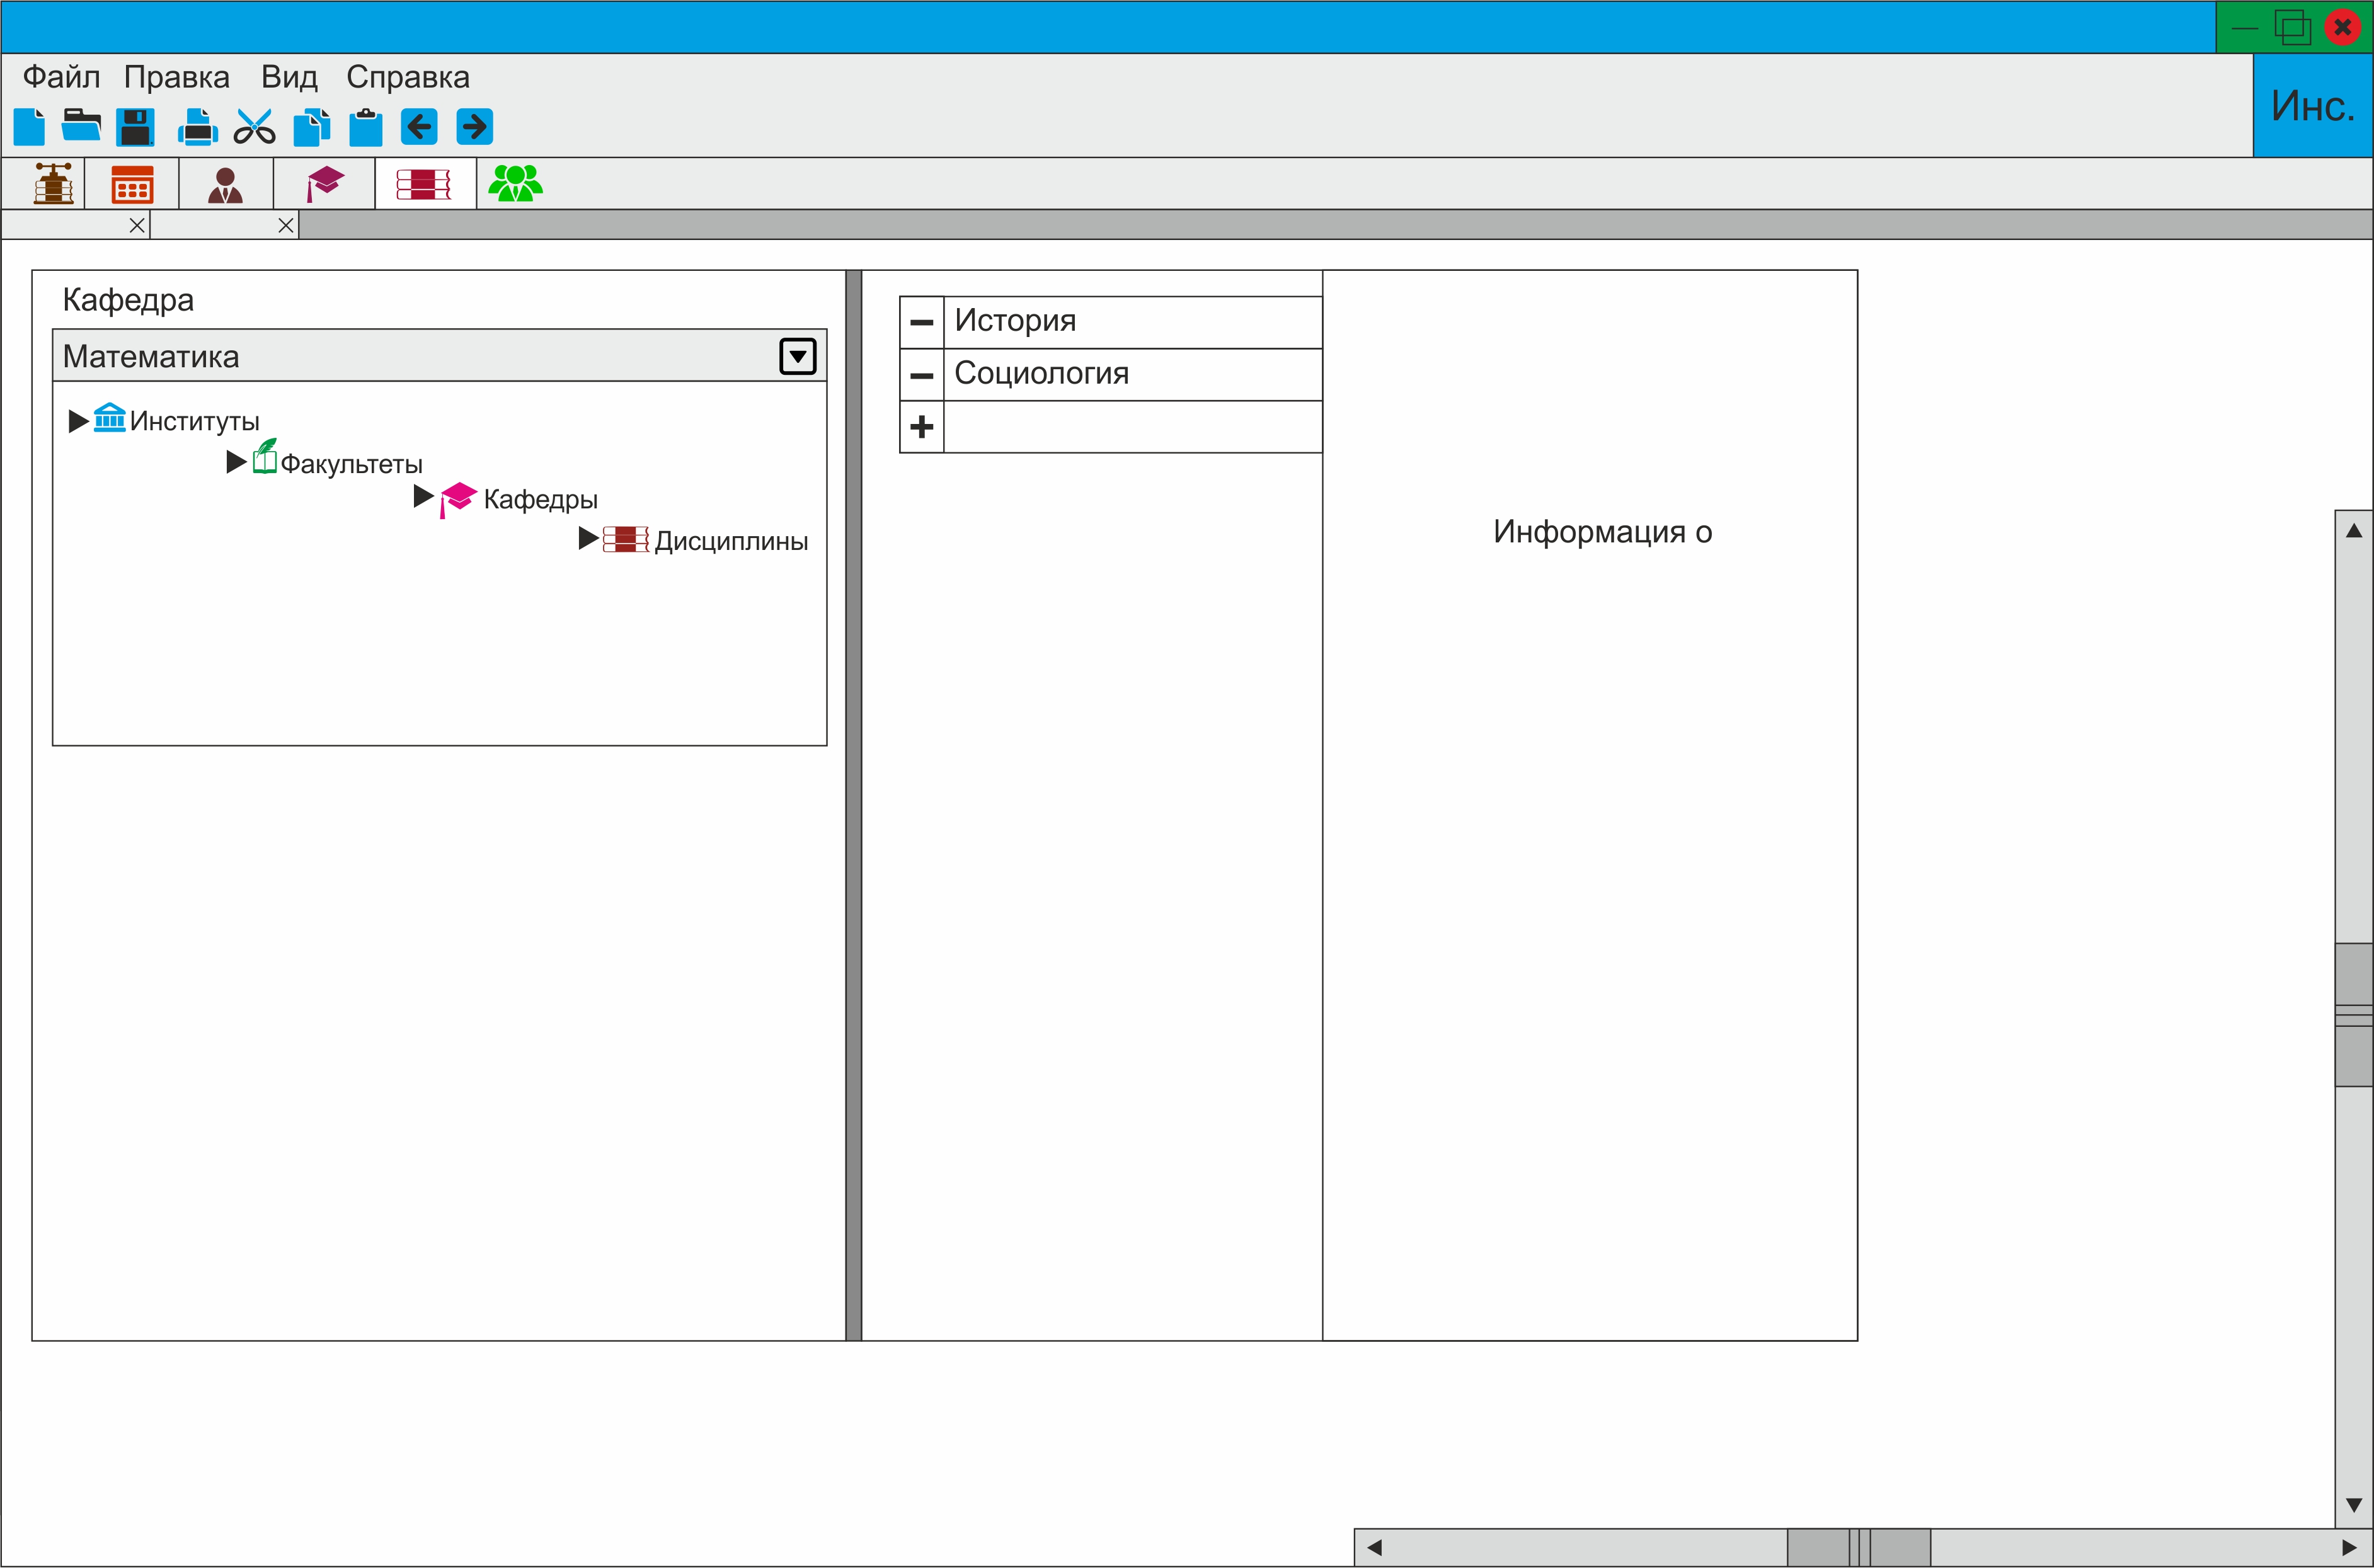 Файл Правка Вид Справка
Инс.
Кафедра
Математика
Институты
Факультеты
Кафедры
Дисциплины
История
Социология
Информация о